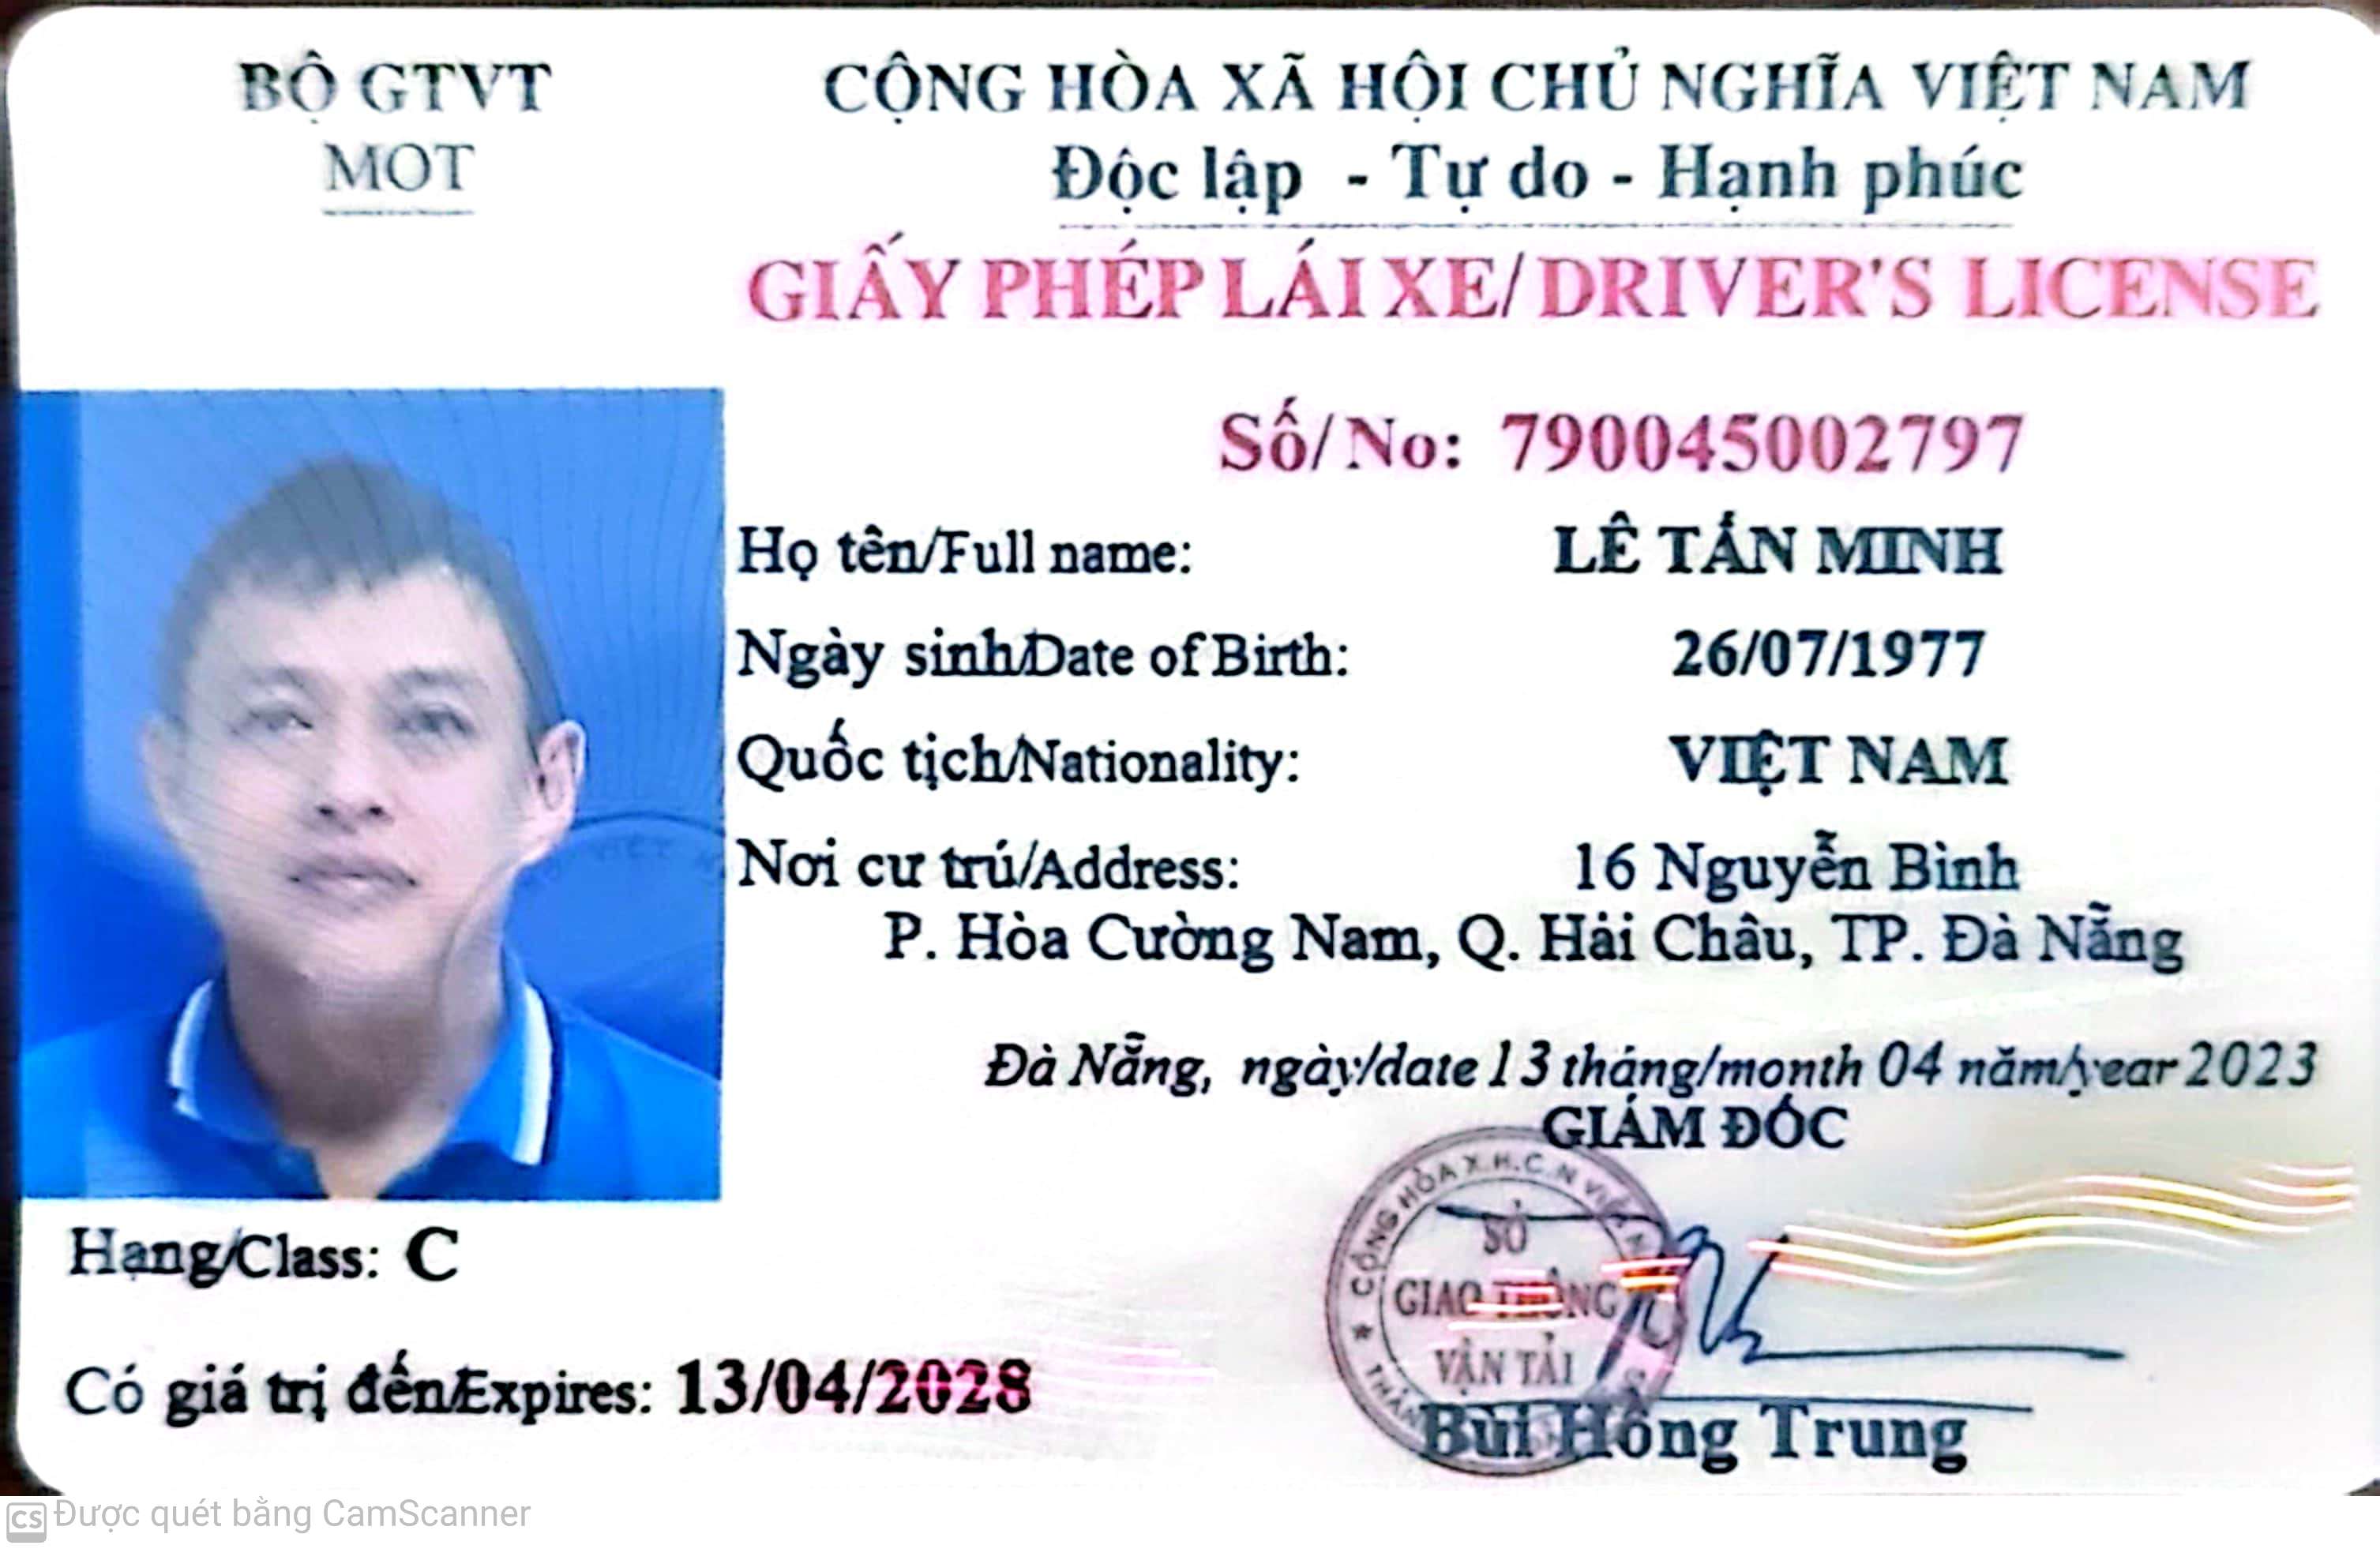 BỘ GTVT
MOT
CỘNG HÒA XÃ HỘI CHỦ NGHĨA VIỆT NAM
Độc lập - Tự do - Hạnh phúc
GIẤY PHÉP LÁI XE/ DRIVER'S LICENSE
Số/ No: 790045002797
Họ tên/Full name: LÊ TẤN MINH
Ngày sinh/Date of Birth: 26/07/1977
Quốc tịch/Nationality: VIỆT NAM
Nơi cư trú/Address: 16 Nguyễn Bình
P. Hòa Cường Nam, Q. Hải Châu, TP. Đà Nẵng
Đà Nẵng, ngày/date 13 tháng/month 04 năm/year 2023
GIÁM ĐỐC
CỘNG HÒA X.H.C.N VIỆT
SỞ
GIAO THÔNG
VẬN TẢI
Bùi Hồng Trung
Hạng/Class: C
Có giá trị đến/Expires: 13/04/2028
CS Được quét bằng CamScanner